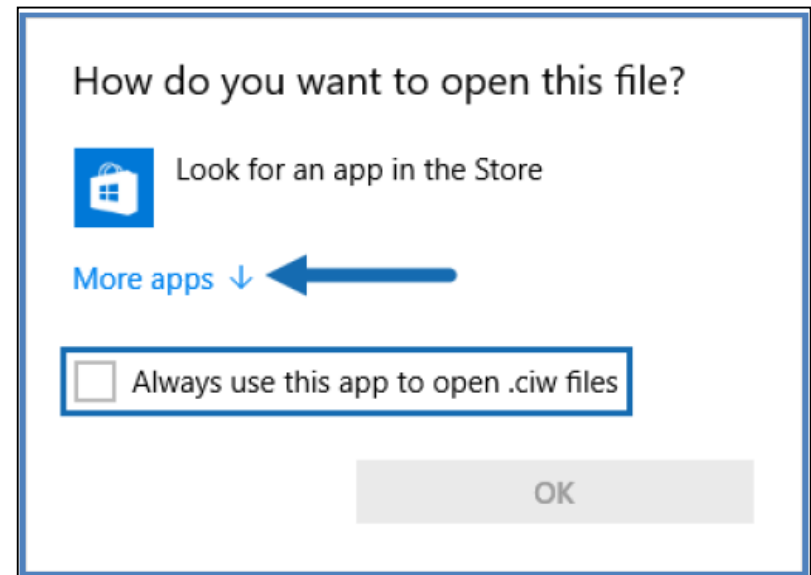 How do you want to open this file?
Look for an app in the Store
More apps ↓
Always use this app to open .ciw files
OK